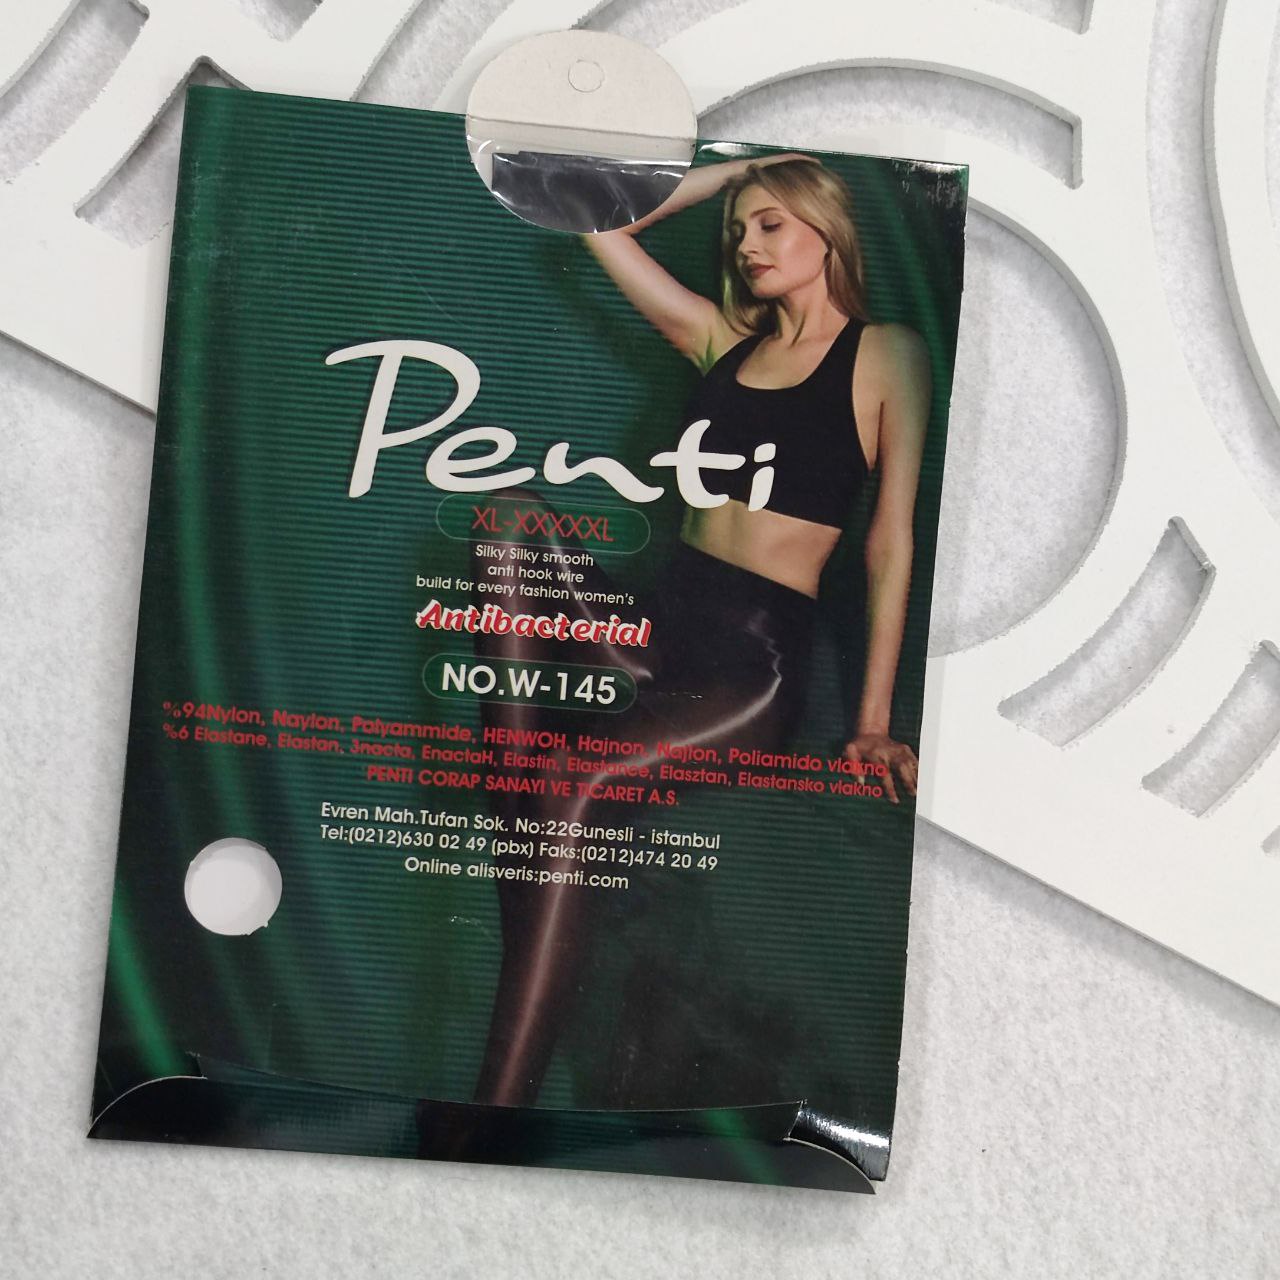 Penti
XL-XXXXXL
Silky Silky smooth
anti hook wire
build for every fashion women's
Antibacterial
NO.W-145
%94Nylon, Naylon, Polyammide, HENWOH, Hajnon, Najlon, Poliamido vlakno
%6 Elastane, Elastan, 3nacta, EnactaH, Elastin, Elastanee, Elasztan, Elastansko vlakno
PENTI CORAP SANAYI VE TICARET A.S.
Evren Mah.Tufan Sok. No:22Gunesli - istanbul
Tel:(0212)630 02 49 (pbx) Faks:(0212)474 20 49
Online alisveris:penti.com